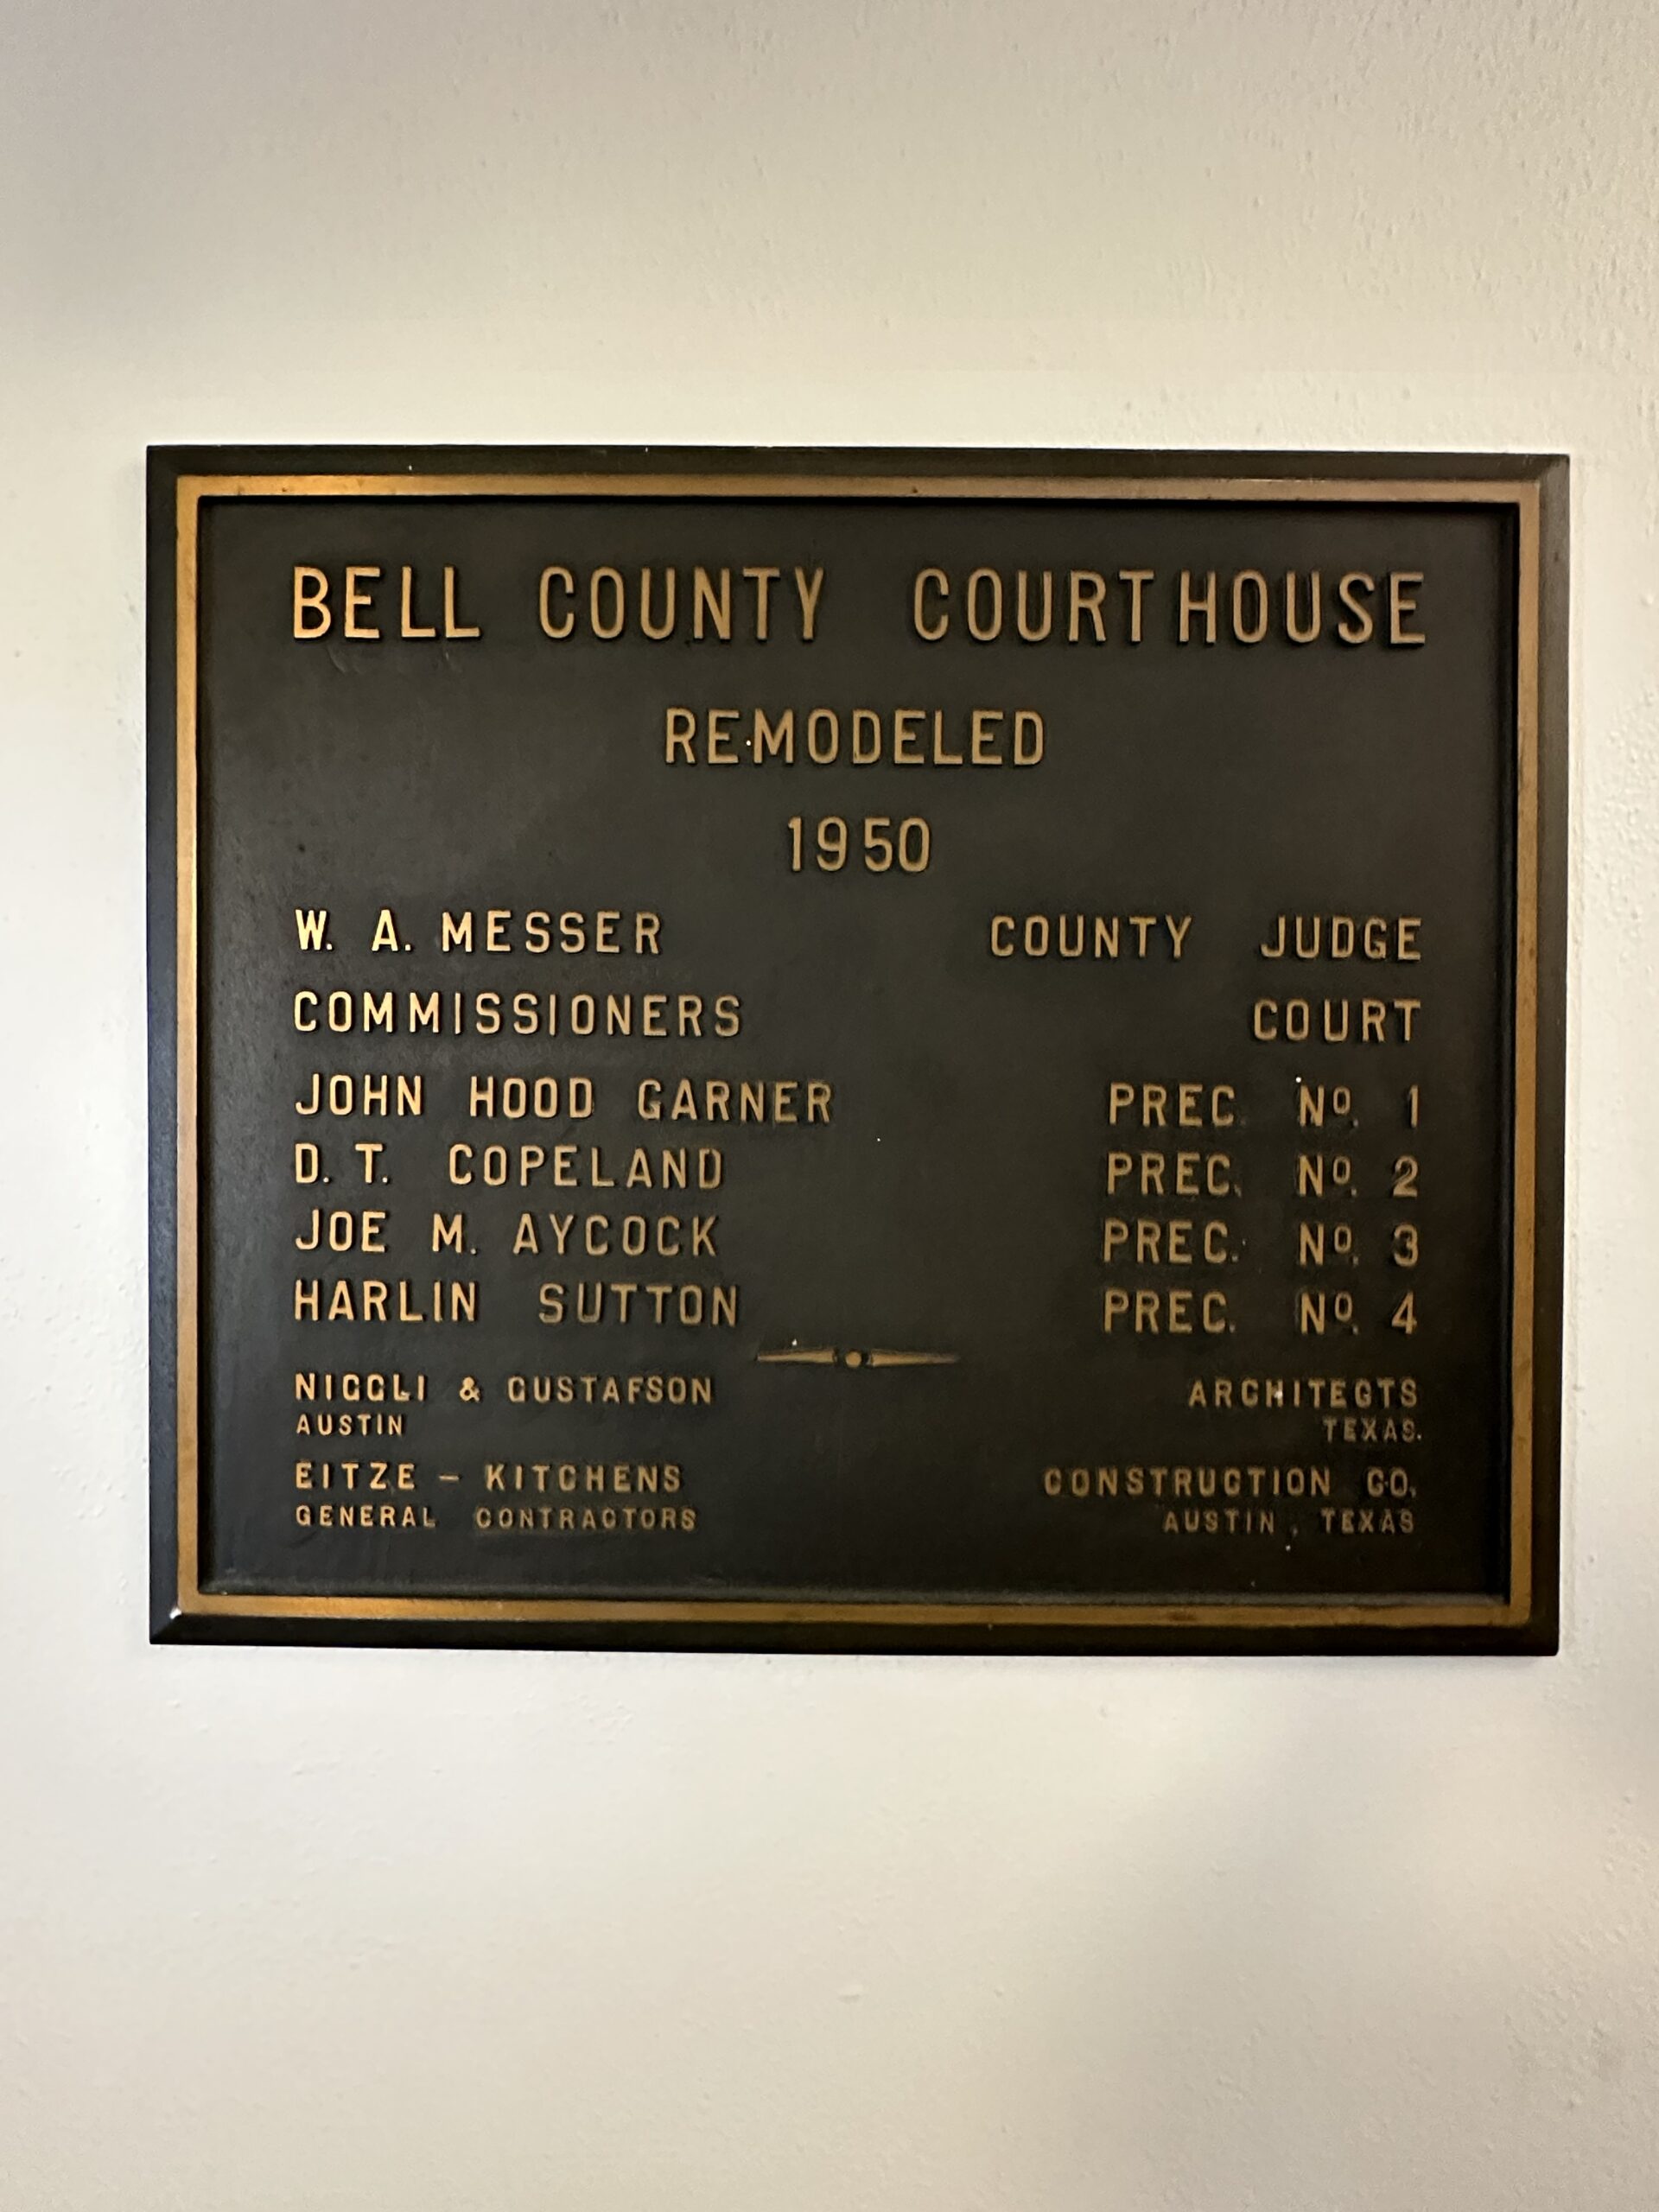 BELL COUNTY COURTHOUSE
REMODELED
1950
W. A. MESSER COUNTY JUDGE
COMMISSIONERS COURT
JOHN HOOD GARNER PREC. Nº. 1
D. T. COPELAND PREC. Nº. 2
JOE M. AYCOCK PREC. Nº. 3
HARLIN SUTTON PREC. Nº. 4
NIGGLI & GUSTAFSON ARCHITECTS
AUSTIN TEXAS.
EITZE – KITCHENS CONSTRUCTION CO.
GENERAL CONTRACTORS AUSTIN, TEXAS